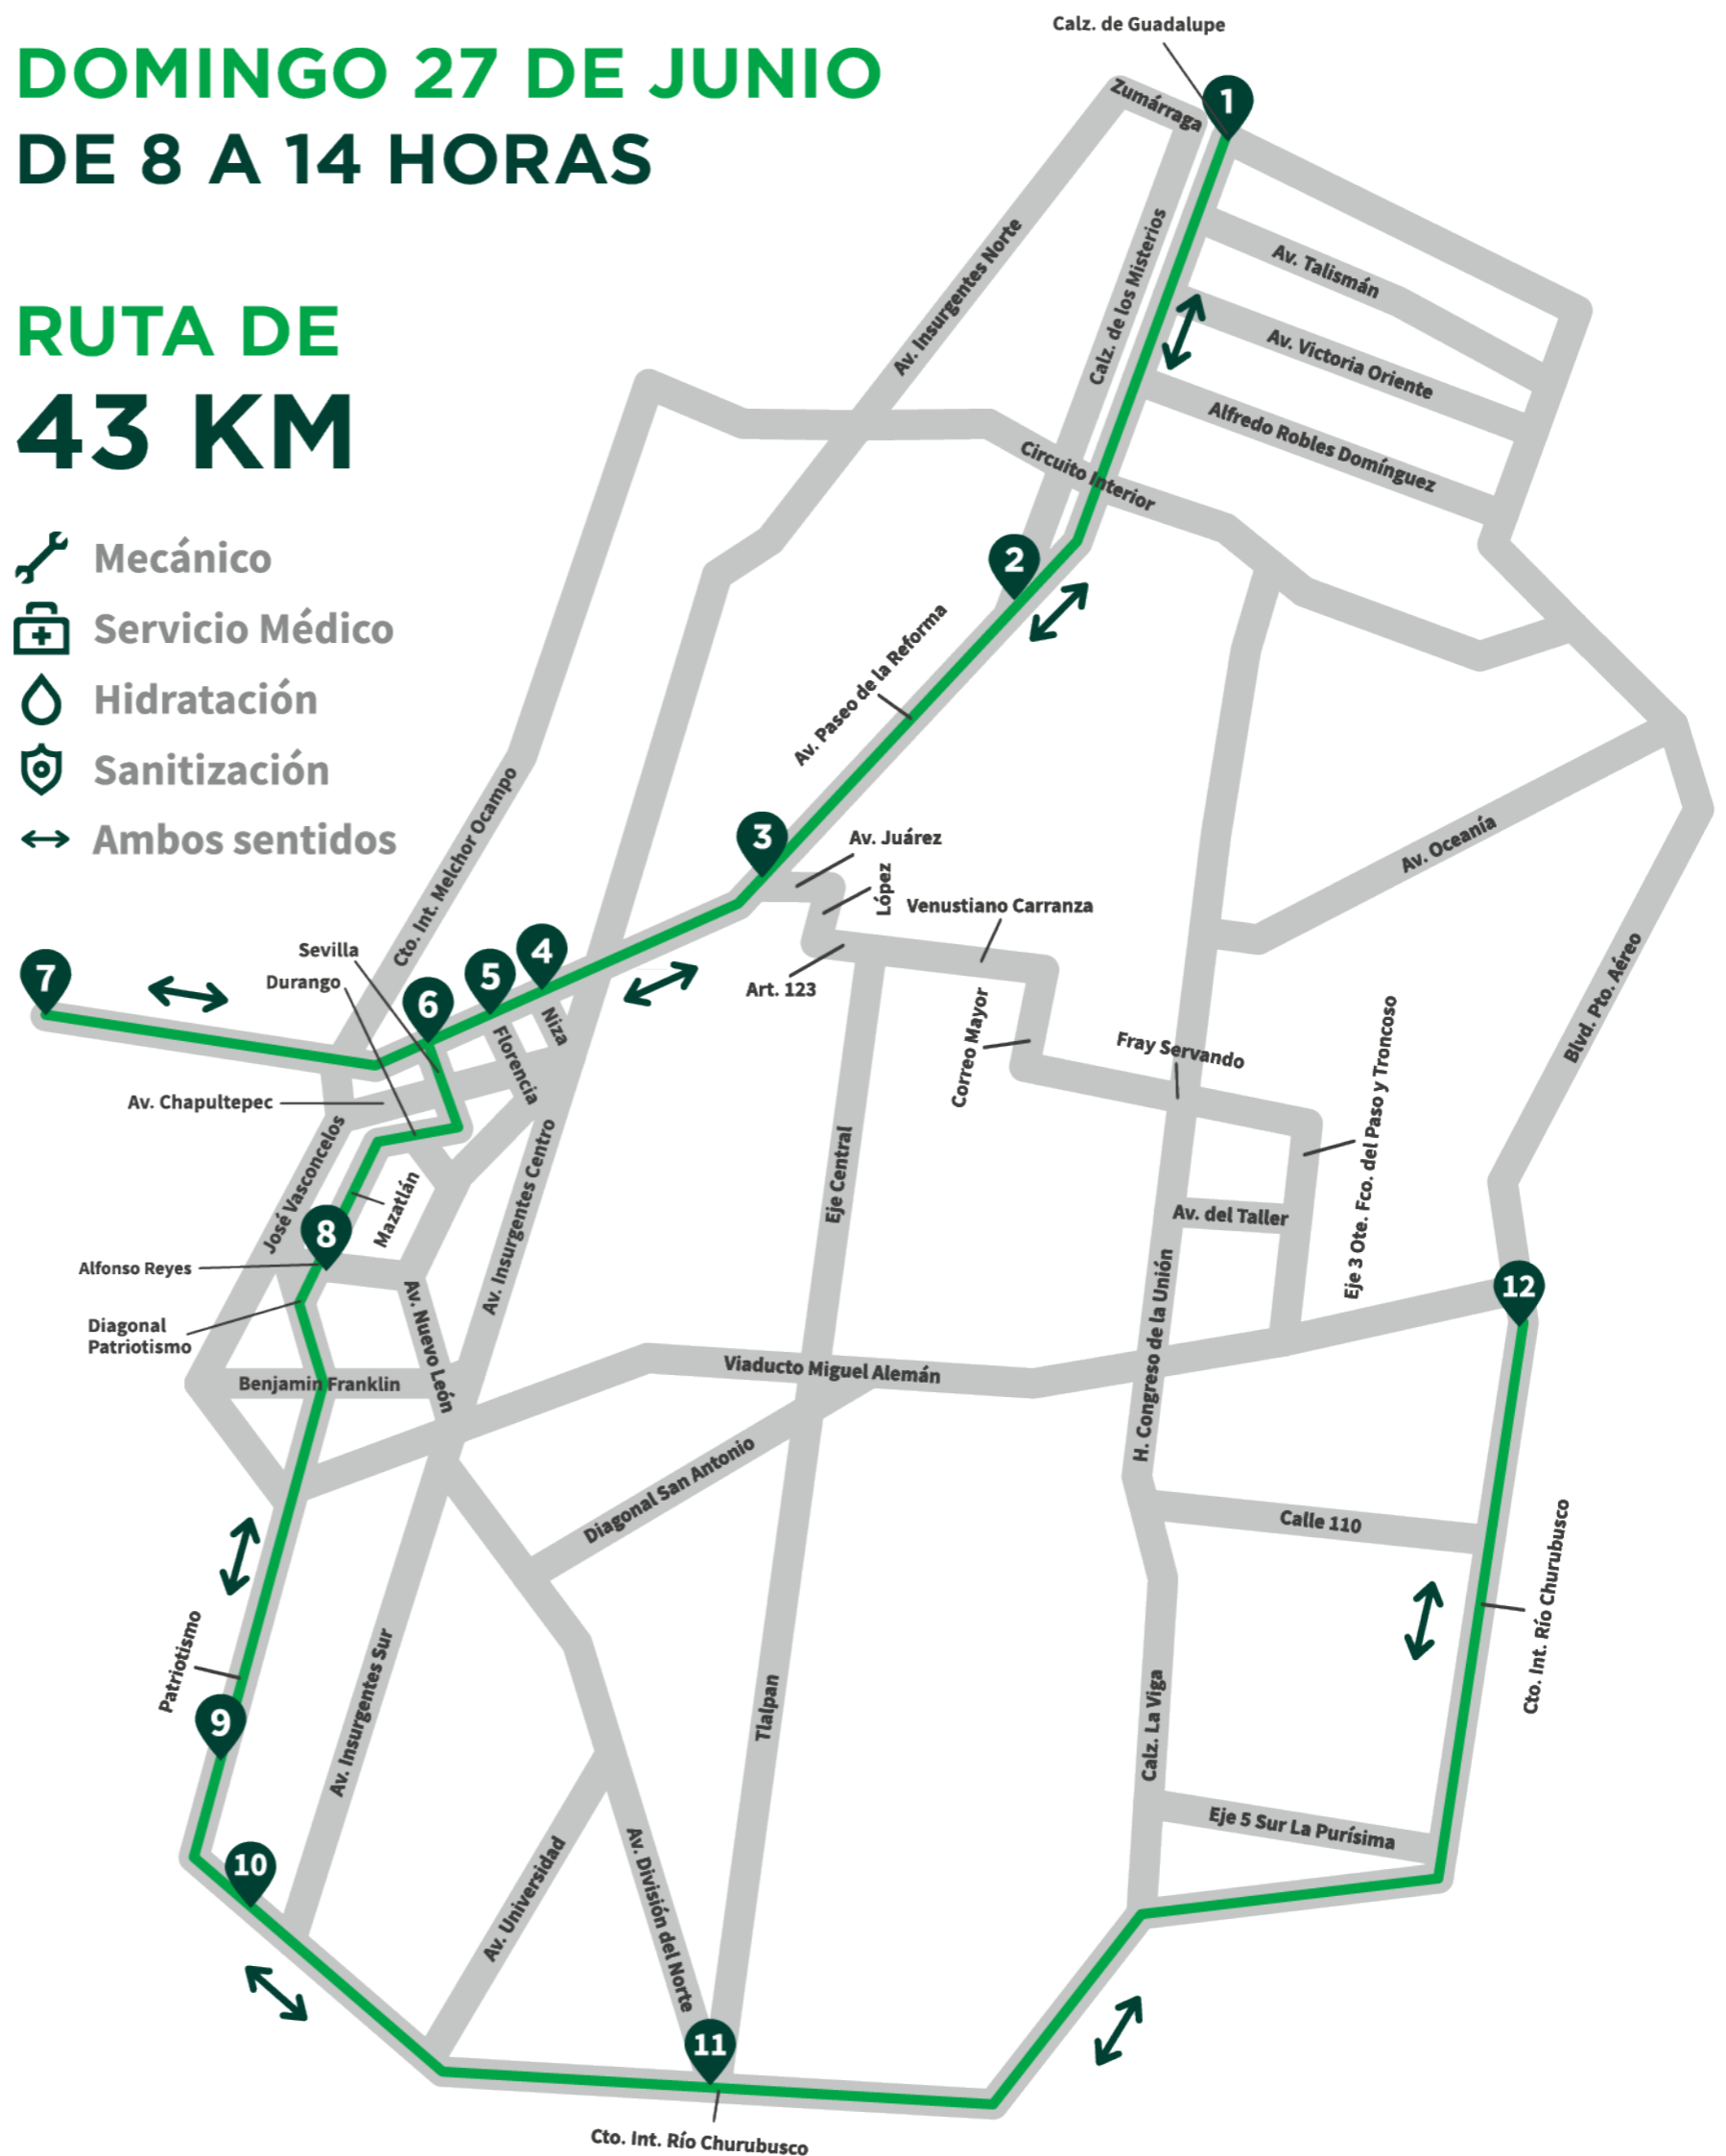 DOMINGO 27 DE JUNIO
DE 8 A 14 HORAS
RUTA DE
43 KM
Mecánico
Servicio Médico
Hidratación
Sanitización
Ambos sentidos
Calz. de Guadalupe
1
Zumárraga
Av. Talismán
Av. Insurgentes Norte
Calz. de los Misterios
Av. Victoria Oriente
Alfredo Robles Domínguez
Circuito Interior
2
Av. Paseo de la Reforma
3
Av. Juárez
López
Venustiano Carranza
Av. Oceanía
Cto. Int. Melchor Ocampo
Sevilla
Durango
7
6
5
4
Art. 123
Niza
Florencia
Correo Mayor
Fray Servando
Eje 3 Ote. Fco. del Paso y Troncoso
Blvd. Pto. Aéreo
Av. Chapultepec
José Vasconcelos
Mazatlán
8
Alfonso Reyes
Av. Insurgentes Centro
Eje Central
Av. del Taller
Diagonal
Patriotismo
Av. Nuevo León
H. Congreso de la Unión
12
Benjamin Franklin
Viaducto Miguel Alemán
Diagonal San Antonio
Calle 110
Cto. Int. Río Churubusco
Patriotismo
9
Av. Insurgentes Sur
Tlalpan
Calz. La Viga
Eje 5 Sur La Purísima
10
Av. Universidad
Av. División del Norte
11
Cto. Int. Río Churubusco